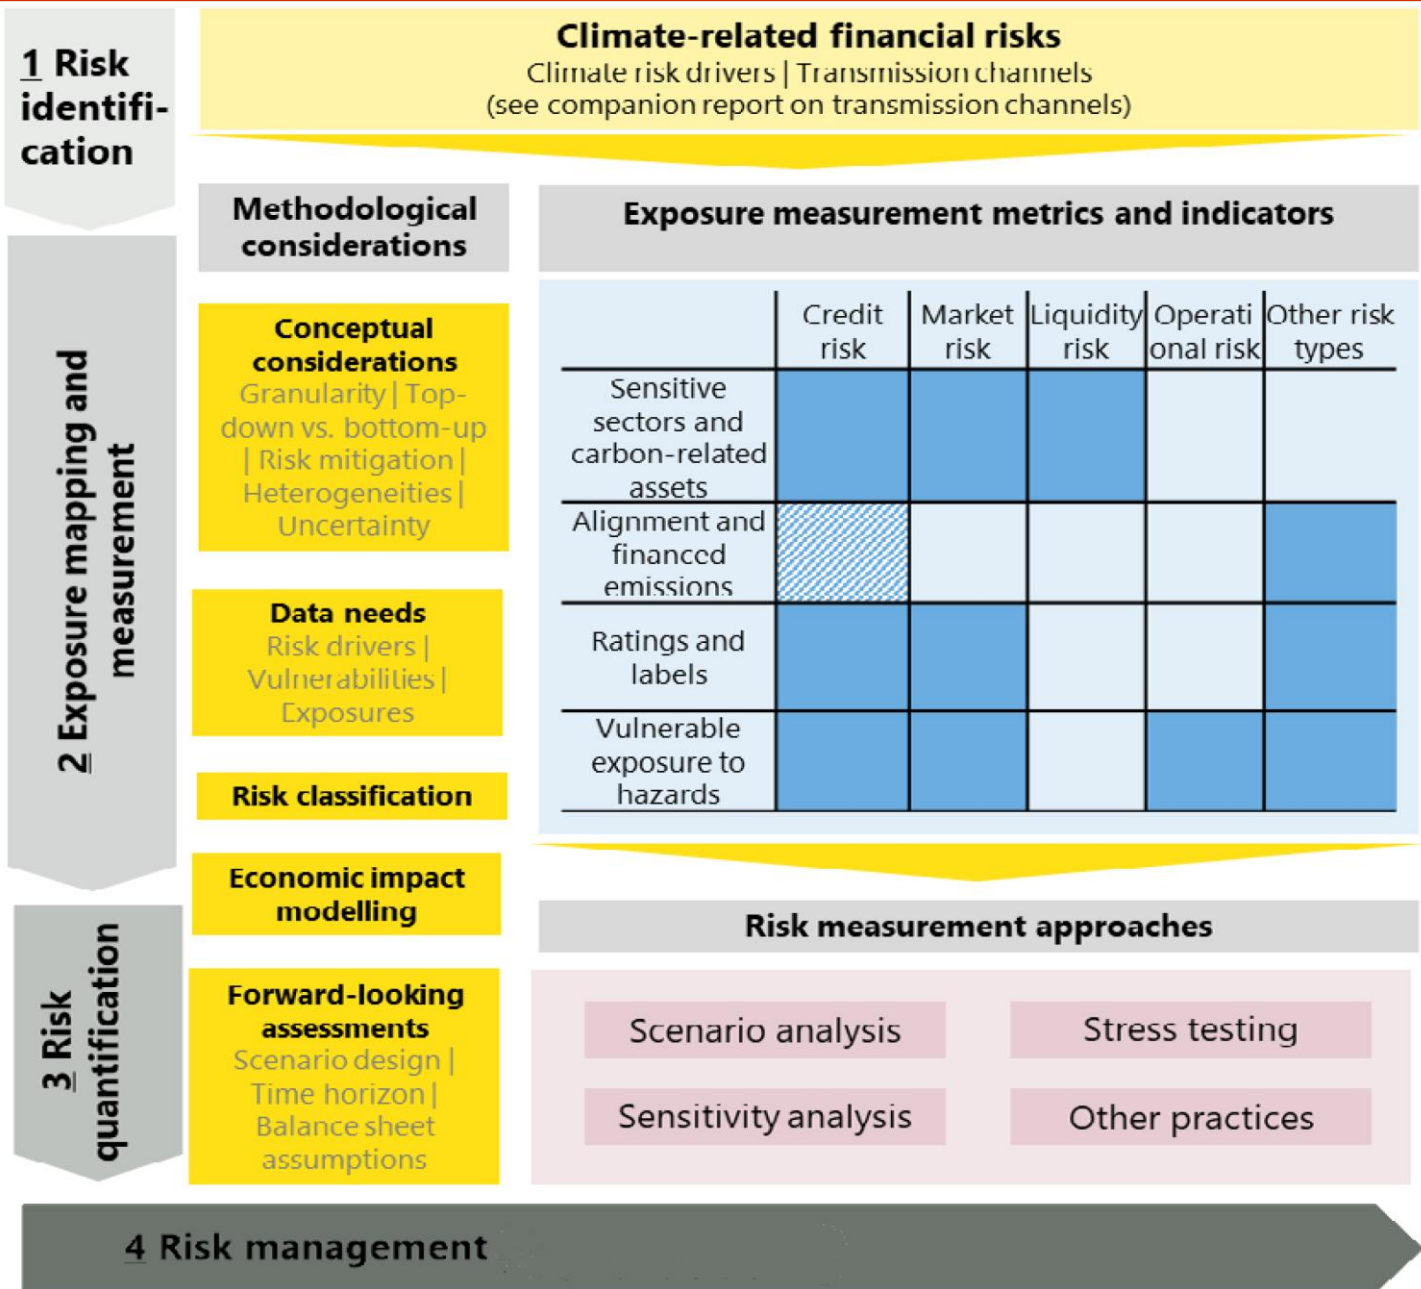 1 Risk
identifi-
cation
Climate-related financial risks
Climate risk drivers | Transmission channels
(see companion report on transmission channels)
2 Exposure mapping and
measurement
Methodological
considerations
Conceptual
considerations
Granularity | Top-
down vs. bottom-up
| Risk mitigation |
Heterogeneities |
Uncertainty
Data needs
Risk drivers |
Vulnerabilities |
Exposures
Risk classification
Economic impact
modelling
Forward-looking
assessments
Scenario design |
Time horizon |
Balance sheet
assumptions
Exposure measurement metrics and indicators
Credit
risk
Market
risk
Liquidity
risk
Operati
onal risk
Other risk
types
Sensitive
sectors and
carbon-related
assets
Alignment and
financed
emissions
Ratings and
labels
Vulnerable
exposure to
hazards
3 Risk
quantification
Risk measurement approaches
Scenario analysis
Stress testing
Sensitivity analysis
Other practices
4 Risk management